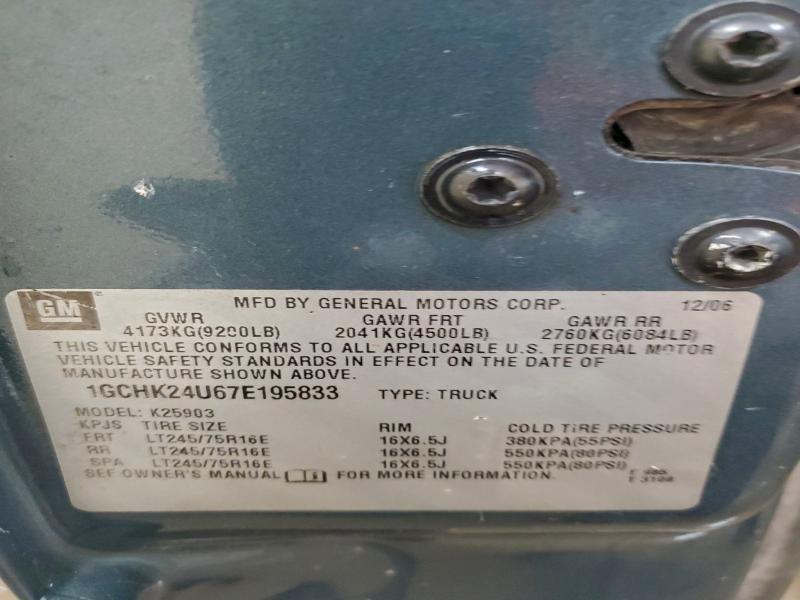 GM
MFD BY GENERAL MOTORS CORP. 12/06
GVWR GAWR FRT GAWR RR
4173KG(9200LB) 2041KG(4500LB) 2760KG(6084LB)
THIS VEHICLE CONFORMS TO ALL APPLICABLE U.S. FEDERAL MOTOR
VEHICLE SAFETY STANDARDS IN EFFECT ON THE DATE OF
MANUFACTURE SHOWN ABOVE.
1GCHK24U67E195833 TYPE: TRUCK
MODEL: K25903
KPJS TIRE SIZE RIM COLD TIRE PRESSURE
FRT LT245/75R16E 16X6.5J 380KPA(55PSI)
RR LT245/75R16E 16X6.5J 550KPA(80PSI)
SPA LT245/75R16E 16X6.5J 550KPA(80PSI)
SEE OWNER'S MANUAL FOR MORE INFORMATION.